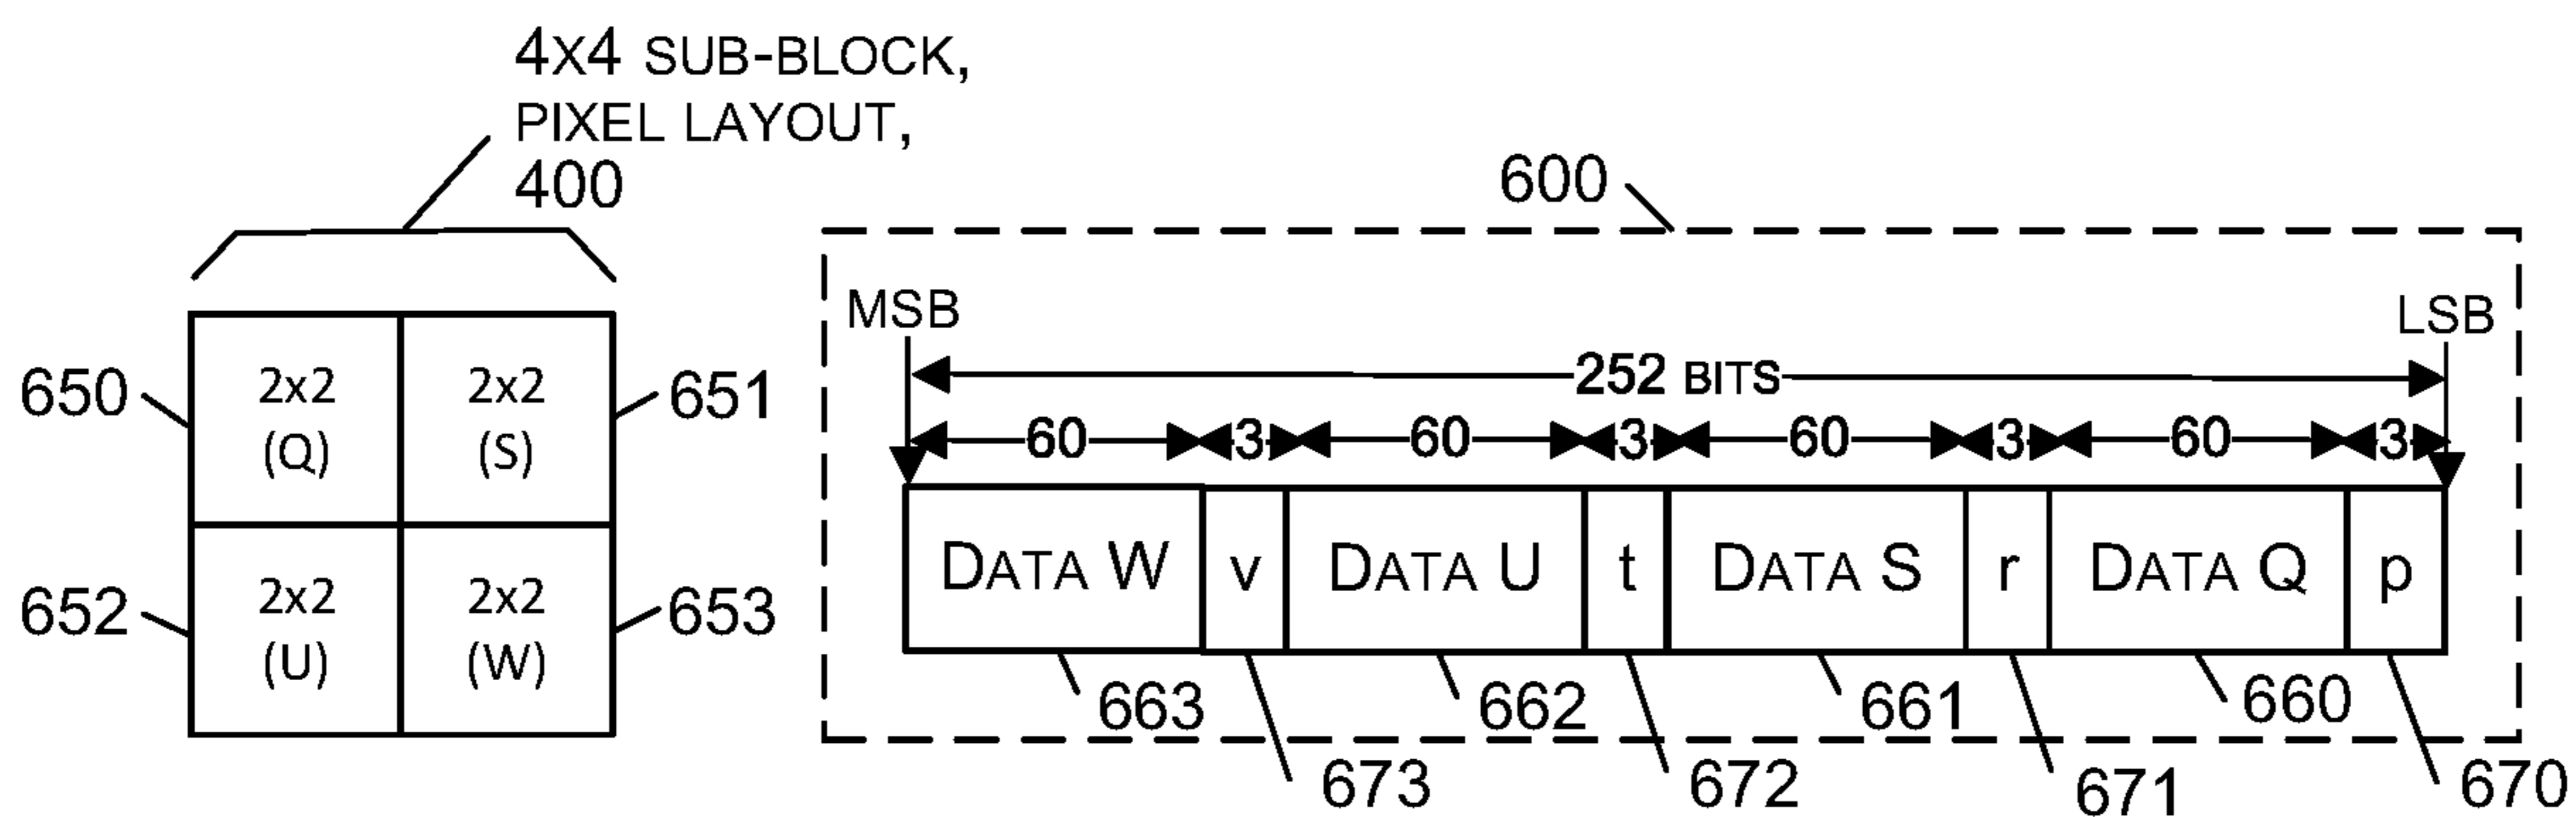 4X4 SUB-BLOCK,
PIXEL LAYOUT,
400
600
MSB
LSB
252 BITS
60 3 60 3 60 3 60 3
650
2x2
(Q)
2x2
(S)
651
652
2x2
(U)
2x2
(W)
653
DATA W v DATA U t DATA S r DATA Q p
663 662 661 660
673 672 671 670